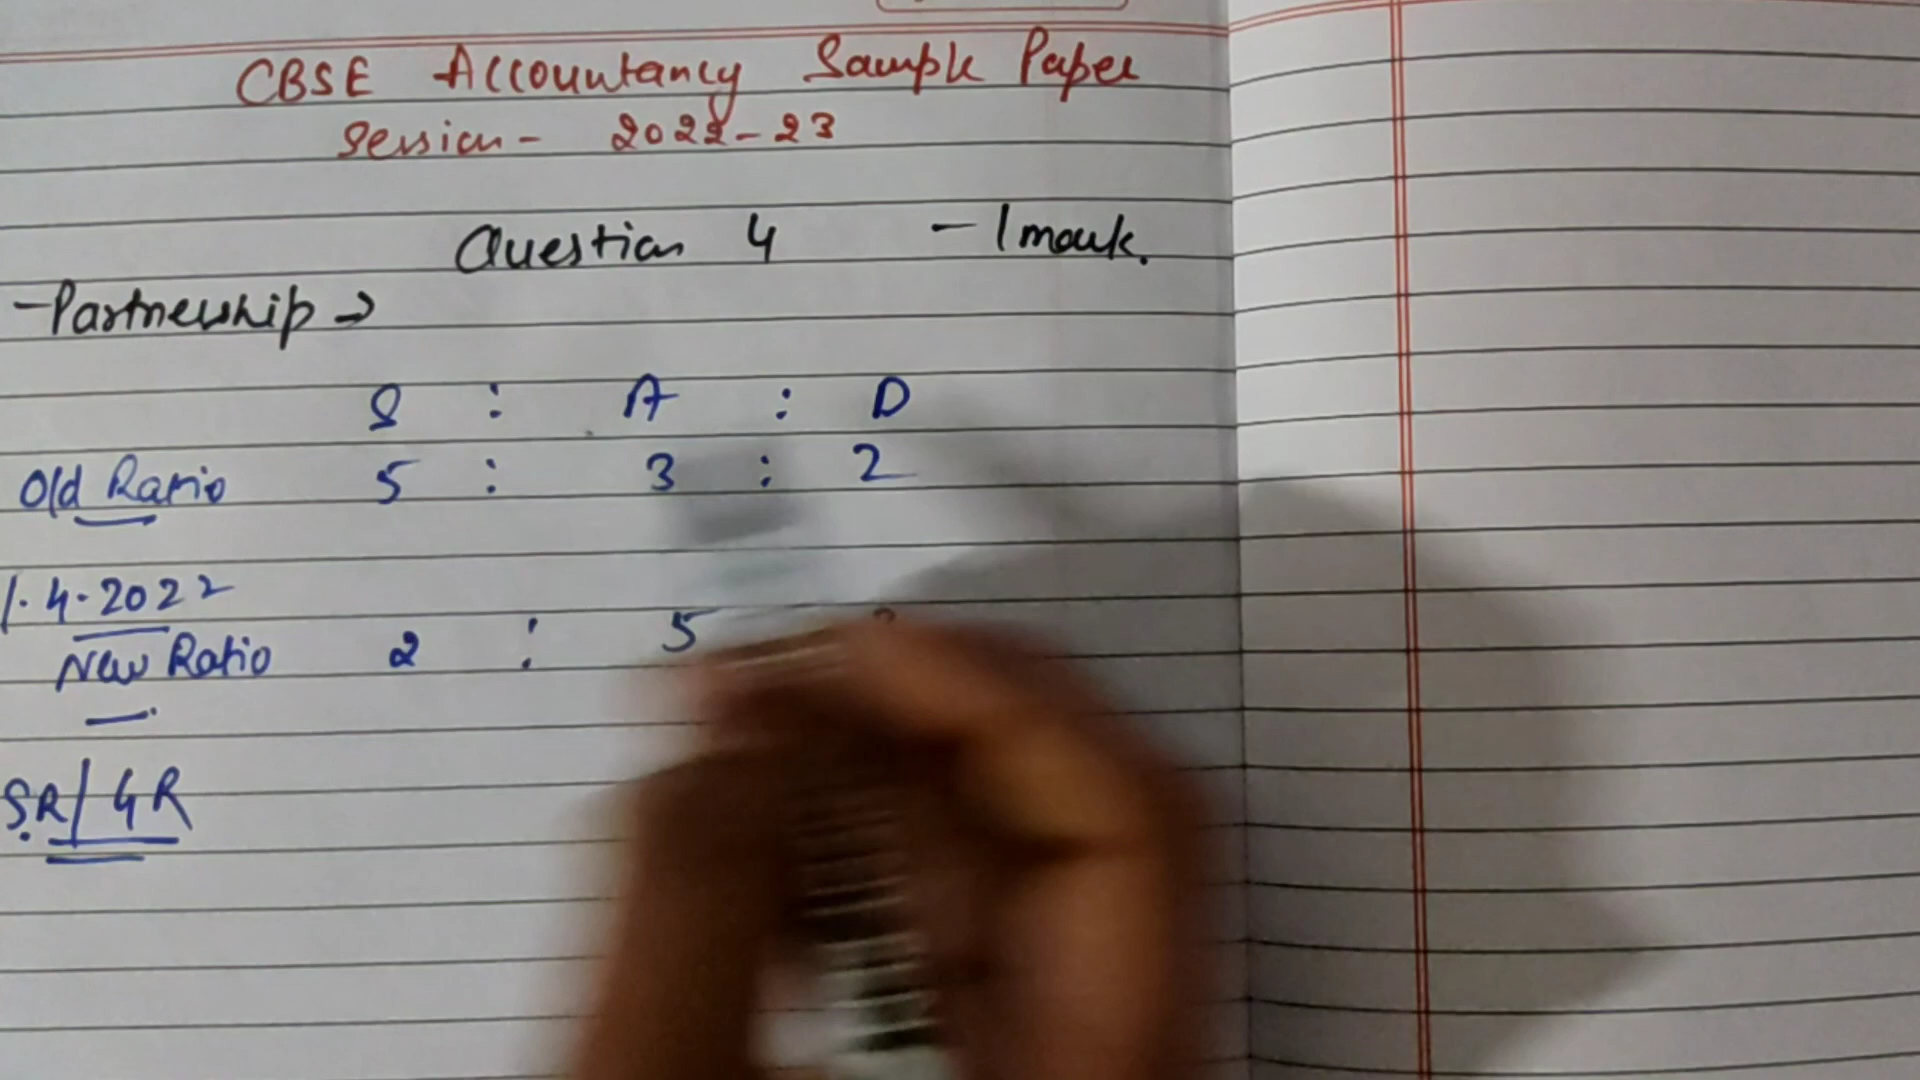 CBSE Accountancy Sample Paper
Session - 2022-23
Question 4 - 1 mark.
- Partnership →
S : A : D
Old Ratio 5 : 3 : 2
1.4.2022
New Ratio 2 : 5
S.R/GR